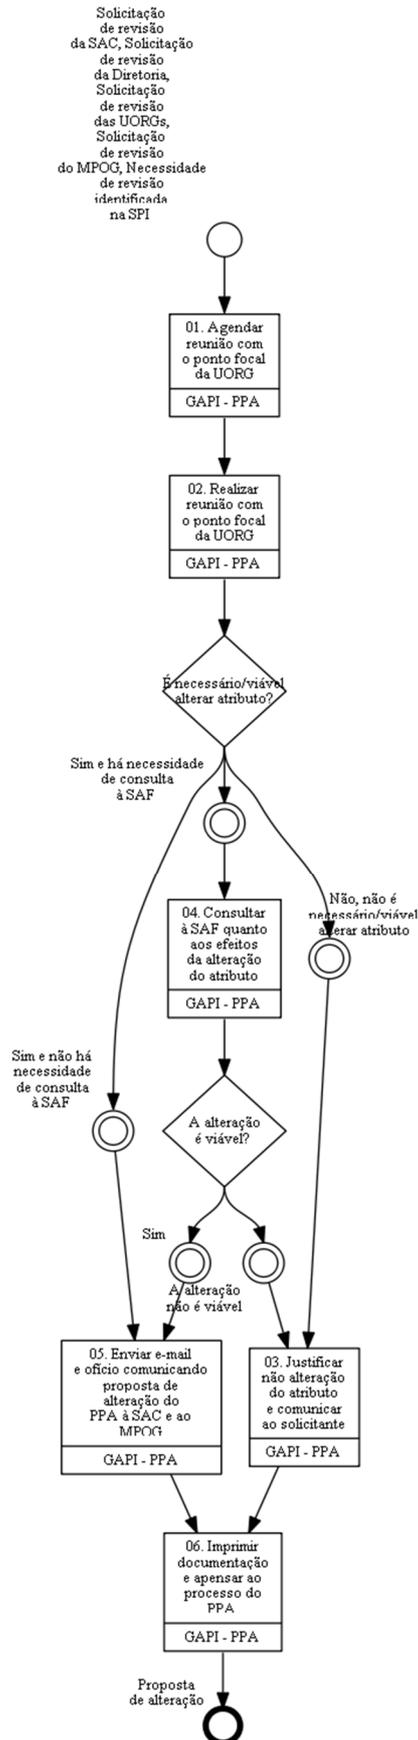 Solicitação
de revisão
da SAC, Solicitação
de revisão
da Diretoria,
Solicitação
de revisão
das UORGs,
Solicitação
de revisão
do MPOG, Necessidade
de revisão
identificada
na SPI
01. Agendar
reunião com
o ponto focal
da UORG
GAPI - PPA
02. Realizar
reunião com
o ponto focal
da UORG
GAPI - PPA
É necessário/viável
alterar atributo?
Sim e há necessidade
de consulta
à SAF
Não, não é
necessário/viável
alterar atributo
04. Consultar
à SAF quanto
aos efeitos
da alteração
do atributo
GAPI - PPA
Sim e não há
necessidade
de consulta
à SAF
A alteração
é viável?
Sim
A alteração
não é viável
05. Enviar e-mail
e ofício comunicando
proposta de
alteração do
PPA à SAC e ao
MPOG
GAPI - PPA
03. Justificar
não alteração
do atributo
e comunicar
ao solicitante
GAPI - PPA
06. Imprimir
documentação
e apensar ao
processo do
PPA
GAPI - PPA
Proposta
de alteração